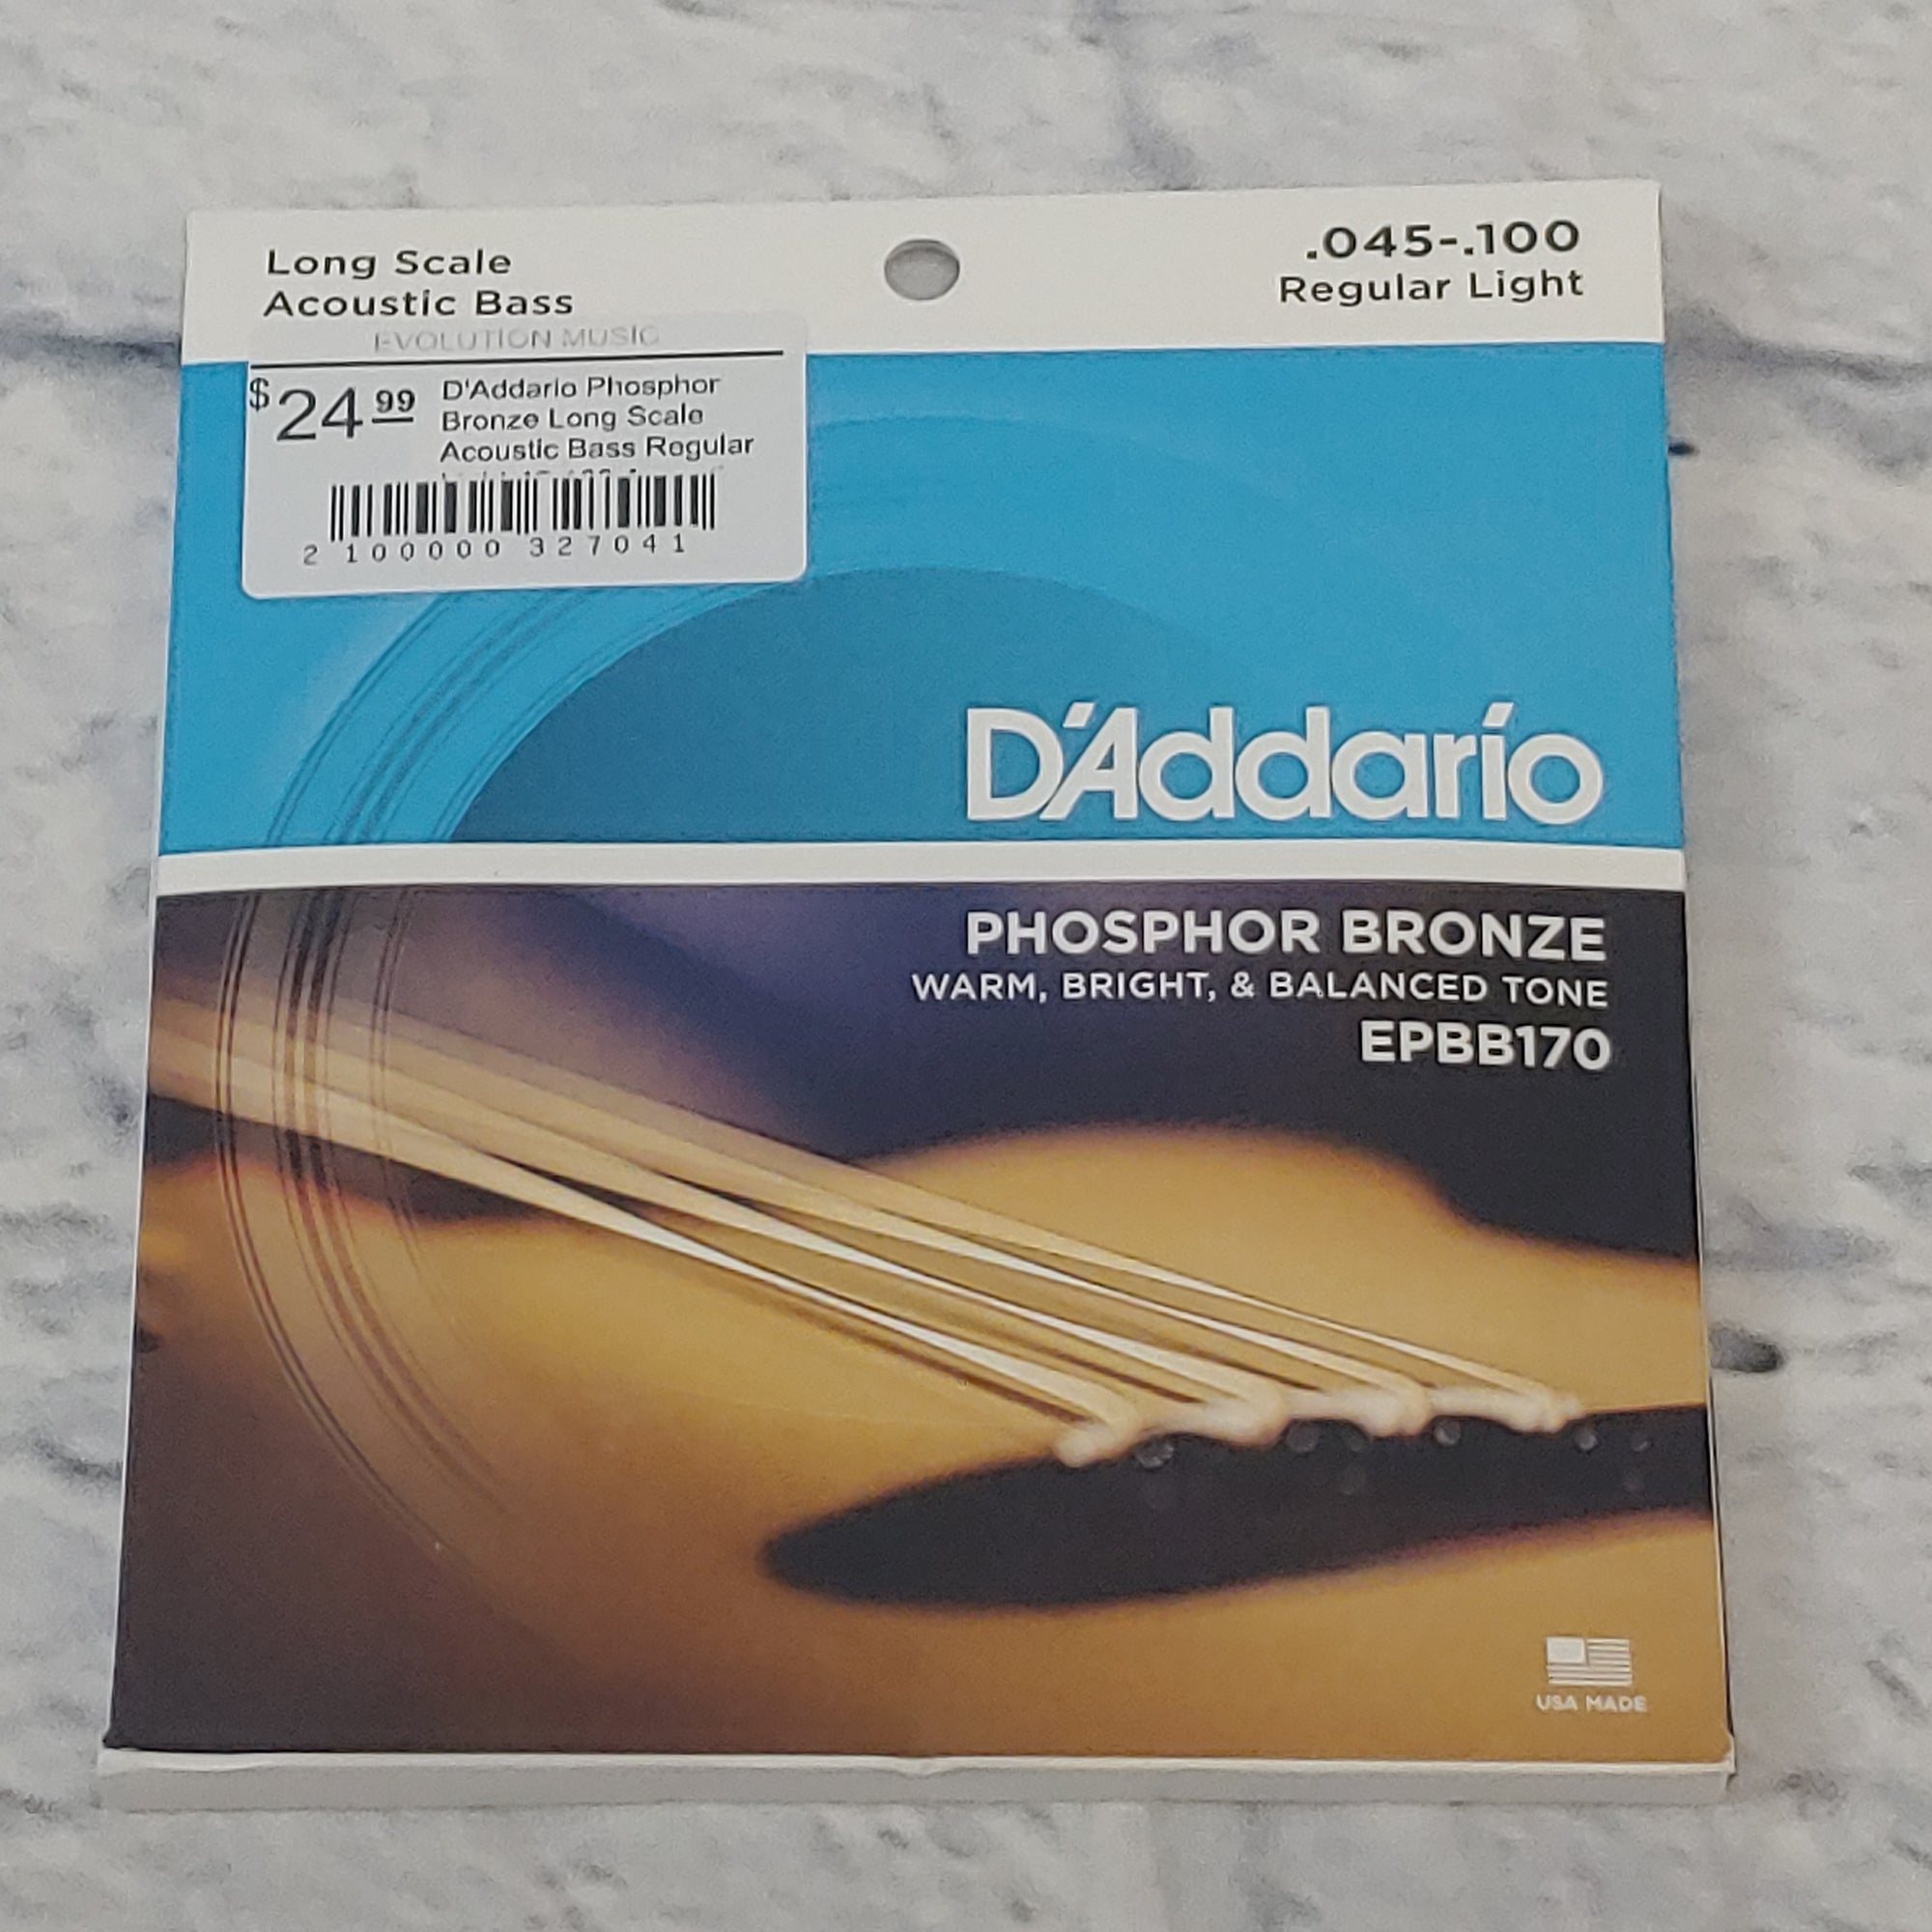 Long Scale
Acoustic Bass
.045-.100
Regular Light
EVOLUTION MUSIC
$24.99
D'Addario Phosphor
Bronze Long Scale
Acoustic Bass Regular
2 100000 327041
D'Addario
PHOSPHOR BRONZE
WARM, BRIGHT, & BALANCED TONE
EPBB170
USA MADE